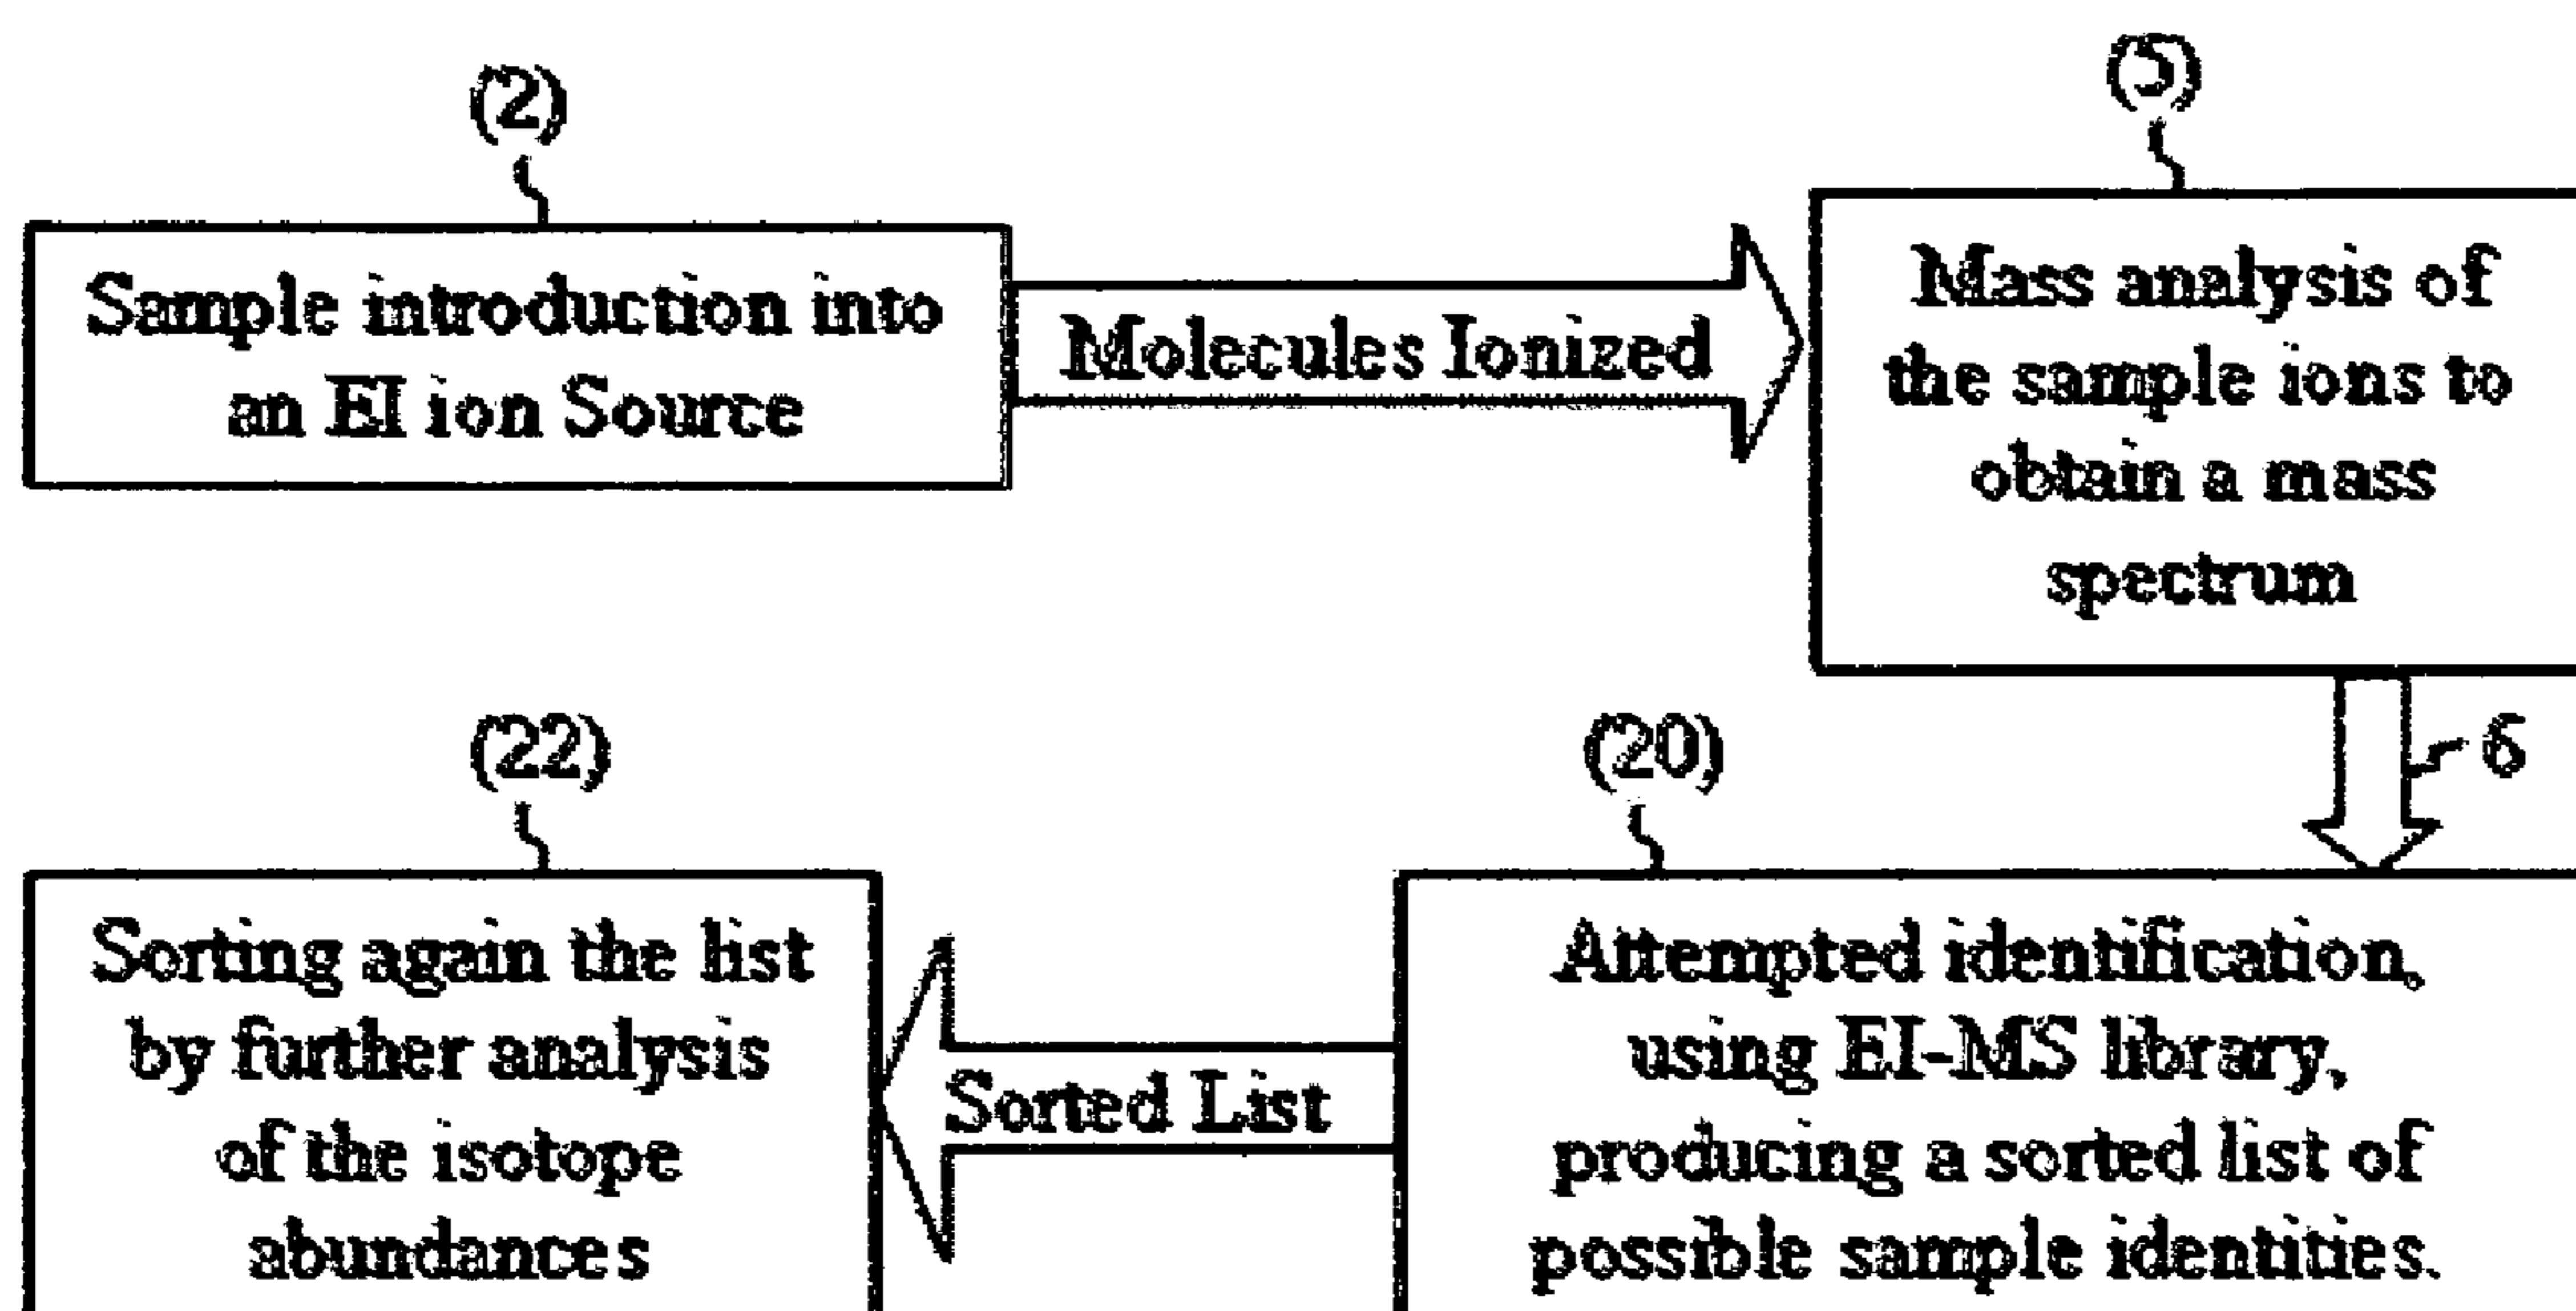 (2)
Sample introduction into
an EI ion Source
Molecules Ionized
(5)
Mass analysis of
the sample ions to
obtain a mass
spectrum
6
(20)
Attempted identification,
using EI-MS library,
producing a sorted list of
possible sample identities.
Sorted List
(22)
Sorting again the list
by further analysis
of the isotope
abundances